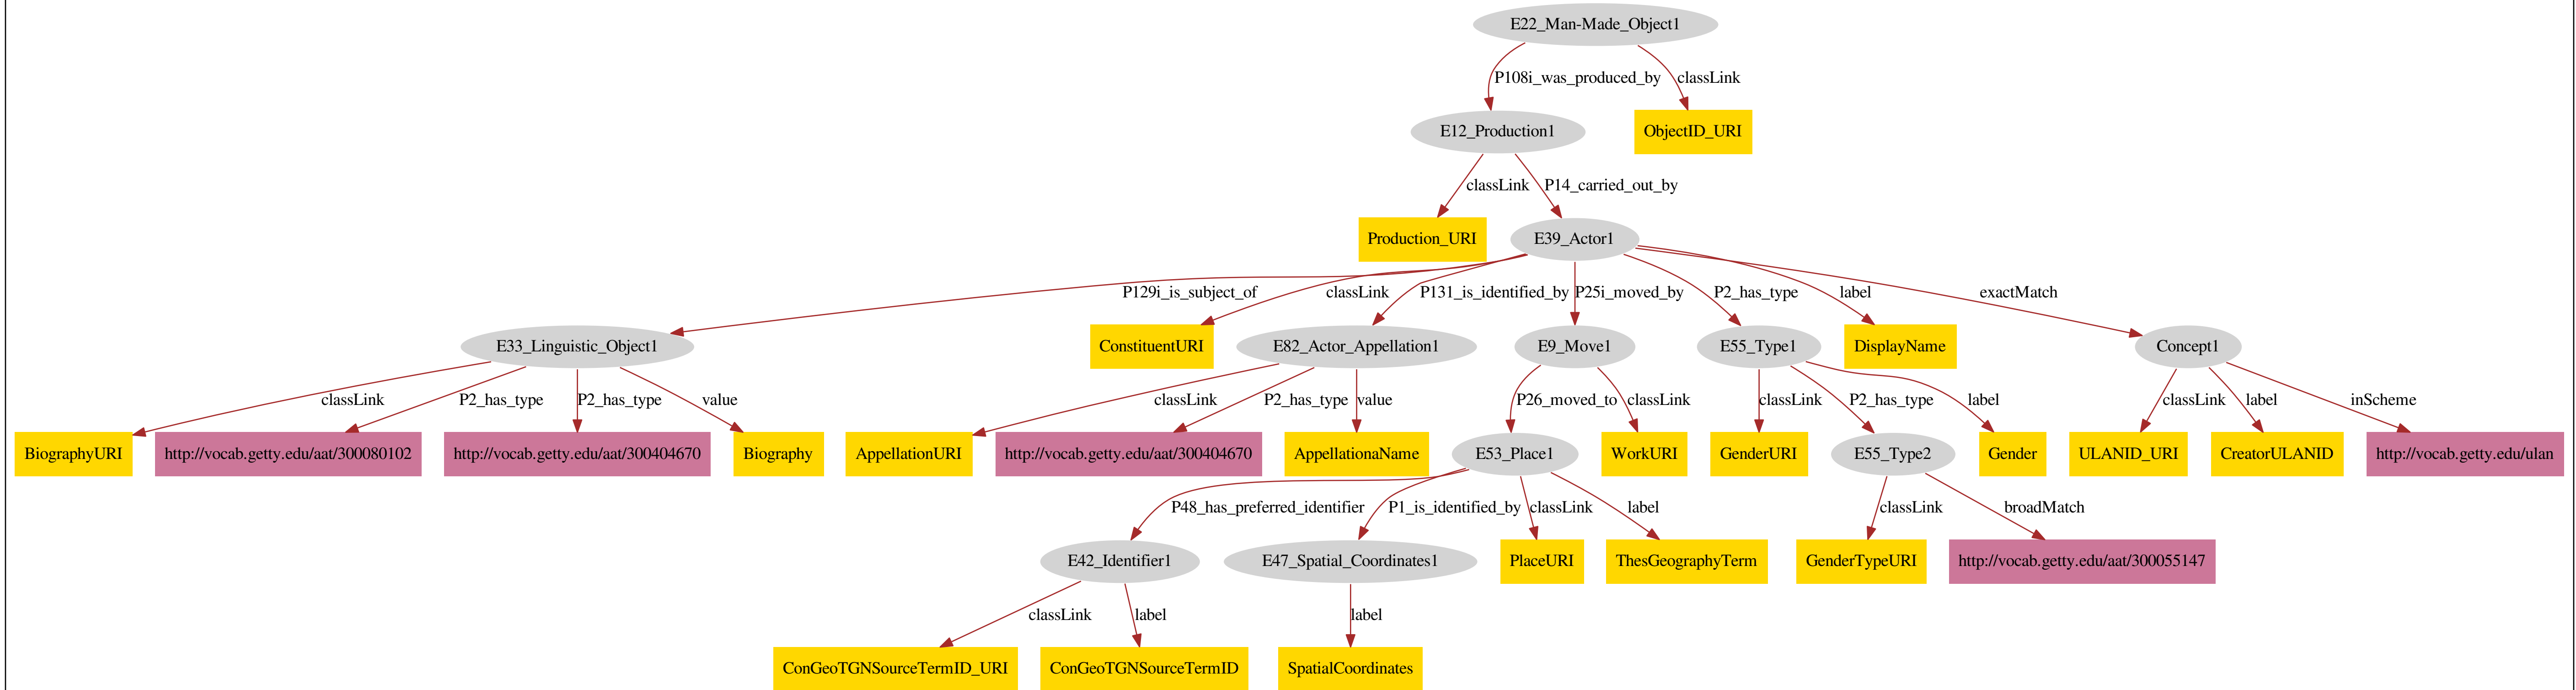 E22_Man-Made_Object1
P108i_was_produced_by classLink
E12_Production1 ObjectID_URI
classLink P14_carried_out_by
Production_URI E39_Actor1
P129i_is_subject_of classLink P131_is_identified_by P25i_moved_by P2_has_type label exactMatch
E33_Linguistic_Object1 ConstituentURI E82_Actor_Appellation1 E9_Move1 E55_Type1 DisplayName Concept1
classLink P2_has_type P2_has_type value classLink P2_has_type value P26_moved_to classLink classLink P2_has_type label classLink label inScheme
BiographyURI http://vocab.getty.edu/aat/300080102 http://vocab.getty.edu/aat/300404670 Biography AppellationURI http://vocab.getty.edu/aat/300404670 AppellationaName E53_Place1 WorkURI GenderURI E55_Type2 Gender ULANID_URI CreatorULANID http://vocab.getty.edu/ulan
P48_has_preferred_identifier P1_is_identified_by classLink label classLink broadMatch
E42_Identifier1 E47_Spatial_Coordinates1 PlaceURI ThesGeographyTerm GenderTypeURI http://vocab.getty.edu/aat/300055147
classLink label label
ConGeoTGNSourceTermID_URI ConGeoTGNSourceTermID SpatialCoordinates